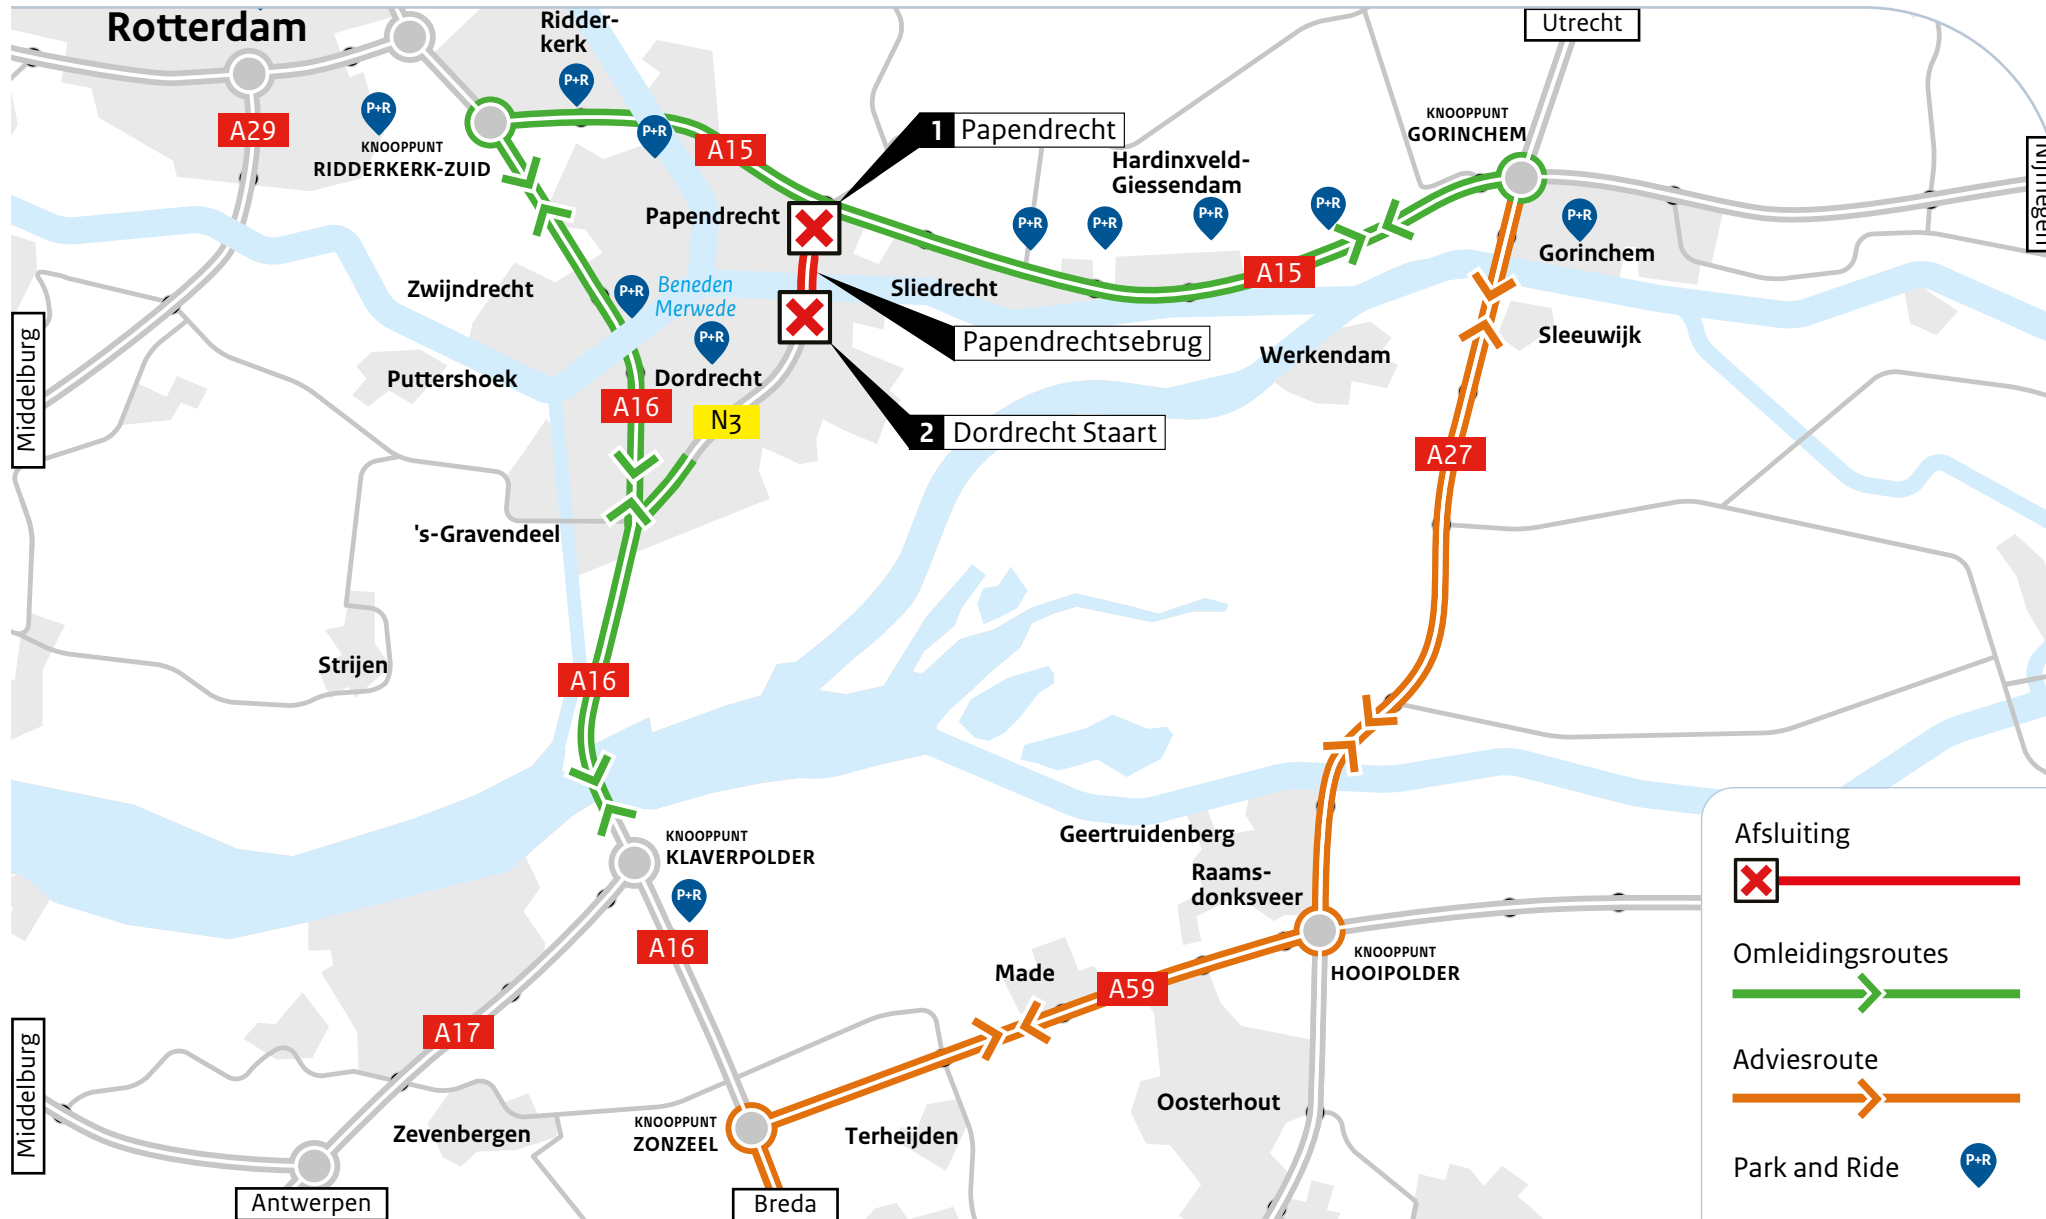 Rotterdam
Ridder-
kerk
Utrecht
P+R
P+R
P+R
A29
KNOOPPUNT
RIDDERKERK-ZUID
A15
1 Papendrecht
KNOOPPUNT
GORINCHEM
Nijmegen
Hardinxveld-
Giessendam
P+R
P+R
P+R
P+R
P+R
Papendrecht
Gorinchem
A15
Zwijndrecht
P+R
Beneden
Merwede
Sliedrecht
P+R
Papendrechtsebrug
Sleeuwijk
Werkendam
Middelburg
Puttershoek
Dordrecht
A16
N3
2 Dordrecht Staart
A27
's-Gravendeel
Strijen
A16
KNOOPPUNT
KLAVERPOLDER
P+R
A16
Geertruidenberg
Raams-
donksveer
KNOOPPUNT
HOOIPOLDER
Made
A59
A17
Middelburg
Zevenbergen
KNOOPPUNT
ZONZEEL
Terheijden
Oosterhout
Antwerpen
Breda
Afsluiting
Omleidingsroutes
Adviesroute
Park and Ride P+R